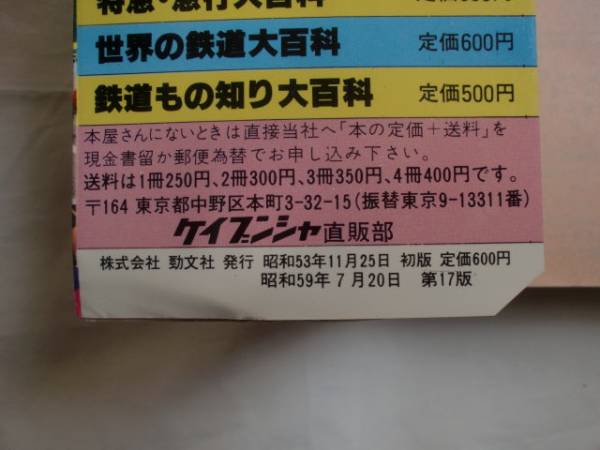 特急・急行大百科
世界の鉄道大百科 定価600円
鉄道もの知り大百科 定価500円
本屋さんにないときは直接当社へ「本の定価＋送料」を
現金書留か郵便為替でお申し込み下さい。
送料は1冊250円、2冊300円、3冊350円、4冊400円です。
〒164 東京都中野区本町3-32-15(振替東京9-13311番)
ケイブンシャ直販部
株式会社 勁文社 発行 昭和53年11月25日 初版 定価600円
昭和59年7月20日 第17版